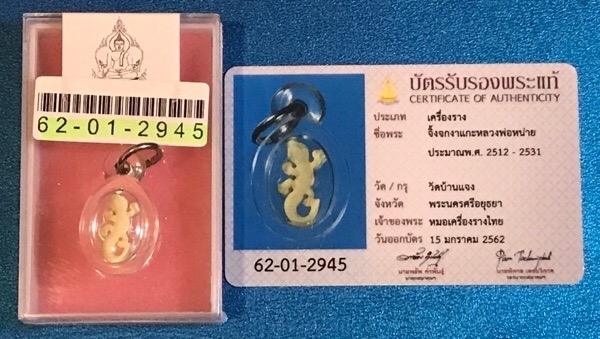 62-01-2945
บัตรรับรองพระแท้
CERTIFICATE OF AUTHENTICITY
ประเภท เครื่องราง
ชื่อพระ จิ้งจกงาแกะหลวงพ่อหน่าย
ประมาณพ.ศ. 2512 - 2531
วัด / กรุ วัดบ้านแจง
จังหวัด พระนครศรีอยุธยา
เจ้าของพระ หมอเครื่องรางไทย
วันออกบัตร 15 มกราคม 2562
62-01-2945